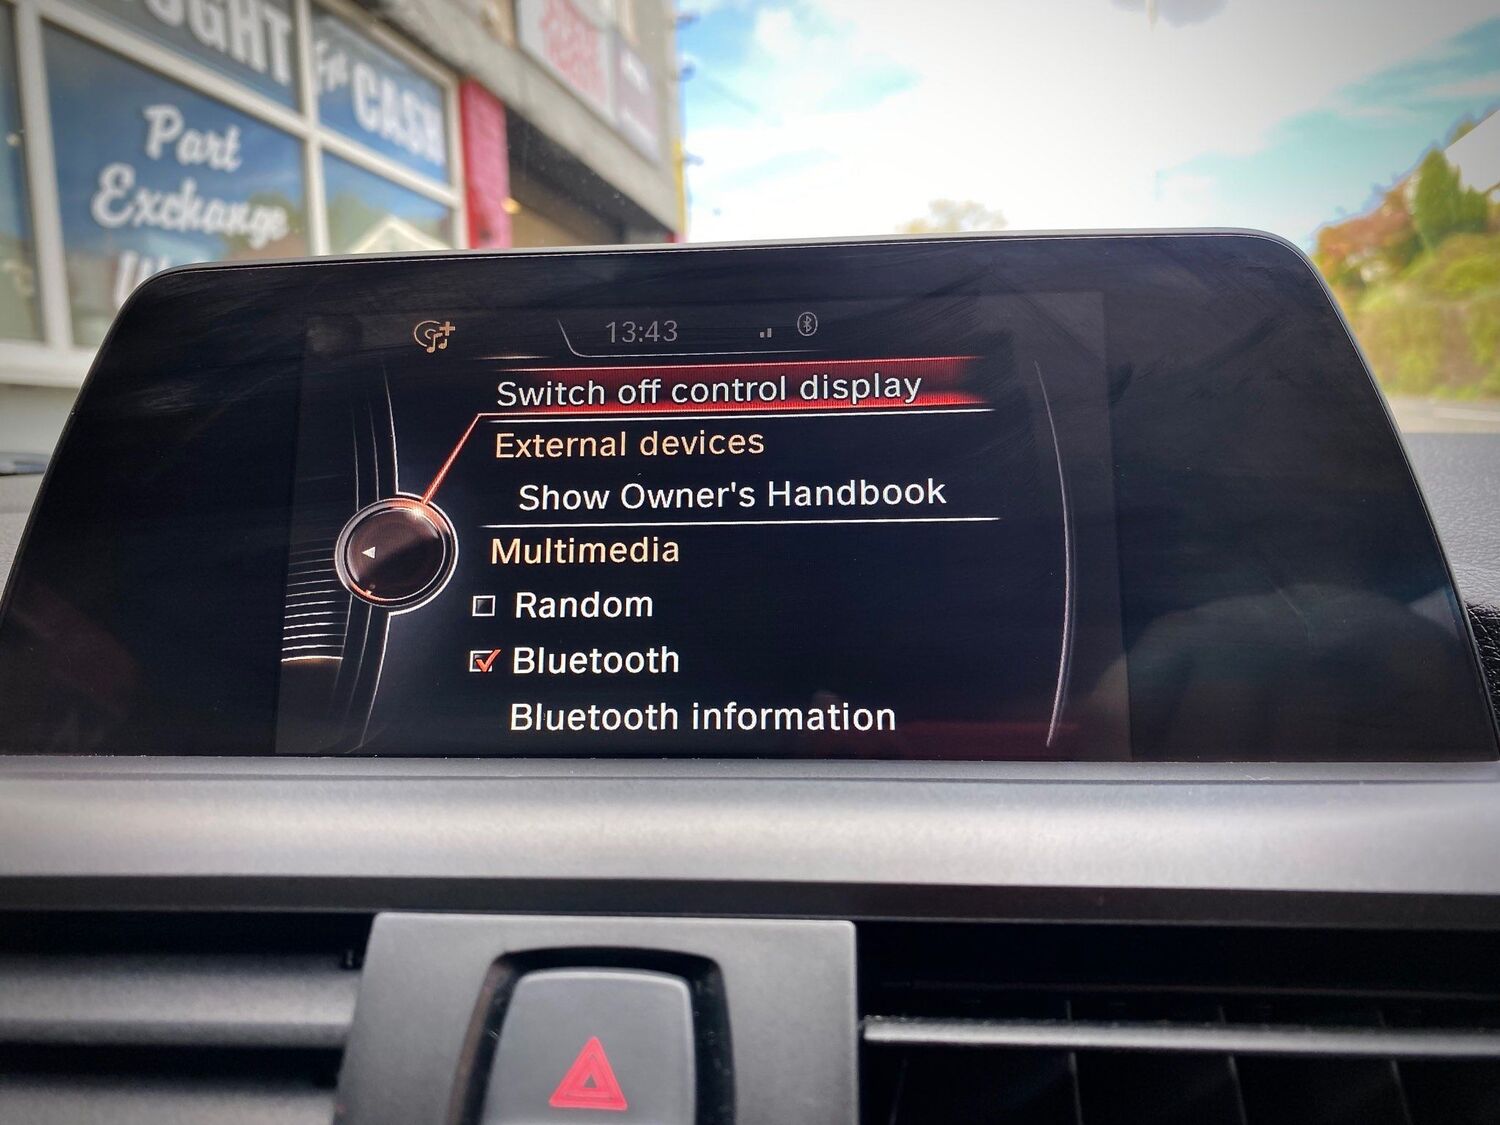 Part
Exchange
CASH
13:43
Switch off control display
External devices
Show Owner's Handbook
Multimedia
Random
Bluetooth
Bluetooth information